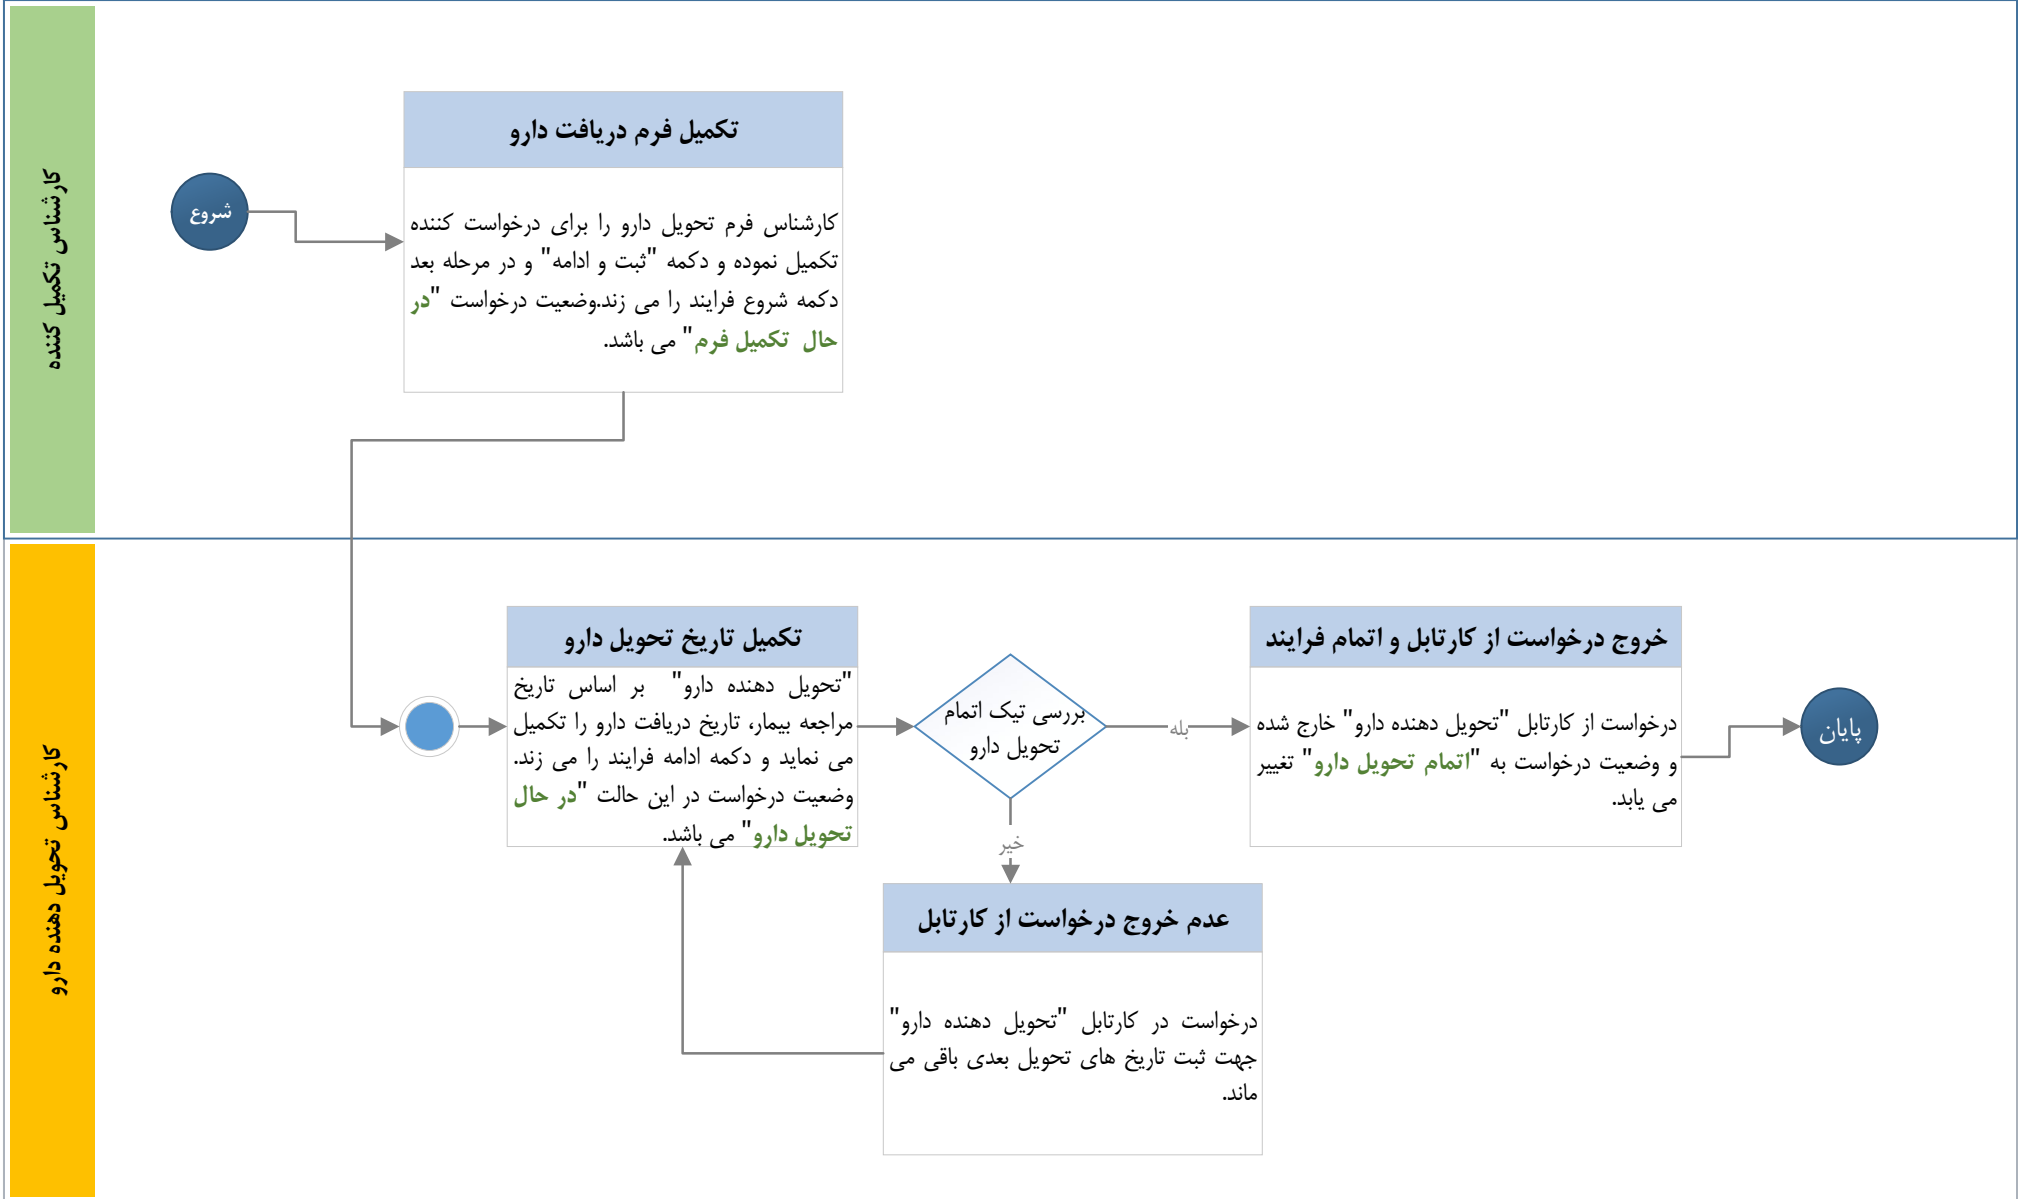 کارشناس تکمیل کننده
شروع
تکمیل فرم دریافت دارو
کارشناس فرم تحویل دارو را برای درخواست کننده
تکمیل نموده و دکمه "ثبت و ادامه" و در مرحله بعد
دکمه شروع فرایند را می زند.وضعیت درخواست "در
حال تکمیل فرم" می باشد.
کارشناس تحویل دهنده دارو
تکمیل تاریخ تحویل دارو
"تحویل دهنده دارو" بر اساس تاریخ
مراجعه بیمار، تاریخ دریافت دارو را تکمیل
می نماید و دکمه ادامه فرایند را می زند.
وضعیت درخواست در این حالت "در حال
تحویل دارو" می باشد.
بررسی تیک اتمام
تحویل دارو
بله
خیر
خروج درخواست از کارتابل و اتمام فرایند
درخواست از کارتابل "تحویل دهنده دارو" خارج شده
و وضعیت درخواست به "اتمام تحویل دارو" تغییر
می یابد.
پایان
عدم خروج درخواست از کارتابل
درخواست در کارتابل "تحویل دهنده دارو"
جهت ثبت تاریخ های تحویل بعدی باقی می
ماند.